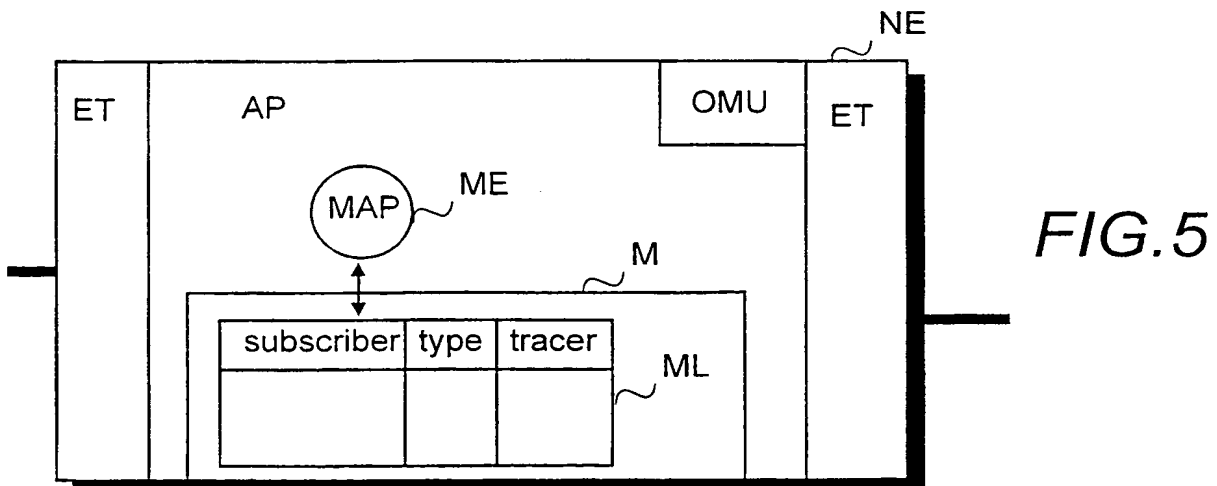 NE
ET
AP
OMU
ET
MAP
ME
FIG.5
M
subscriber
type
tracer
ML